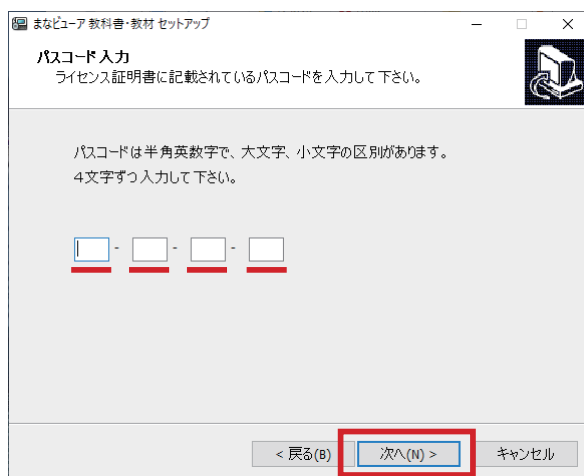 まなビューア 教科書・教材 セットアップ
パスコード入力
ライセンス証明書に記載されているパスコードを入力して下さい。
パスコードは半角英数字で、大文字、小文字の区別があります。
4文字ずつ入力して下さい。
- - -
< 戻る(B) 次へ(N) > キャンセル